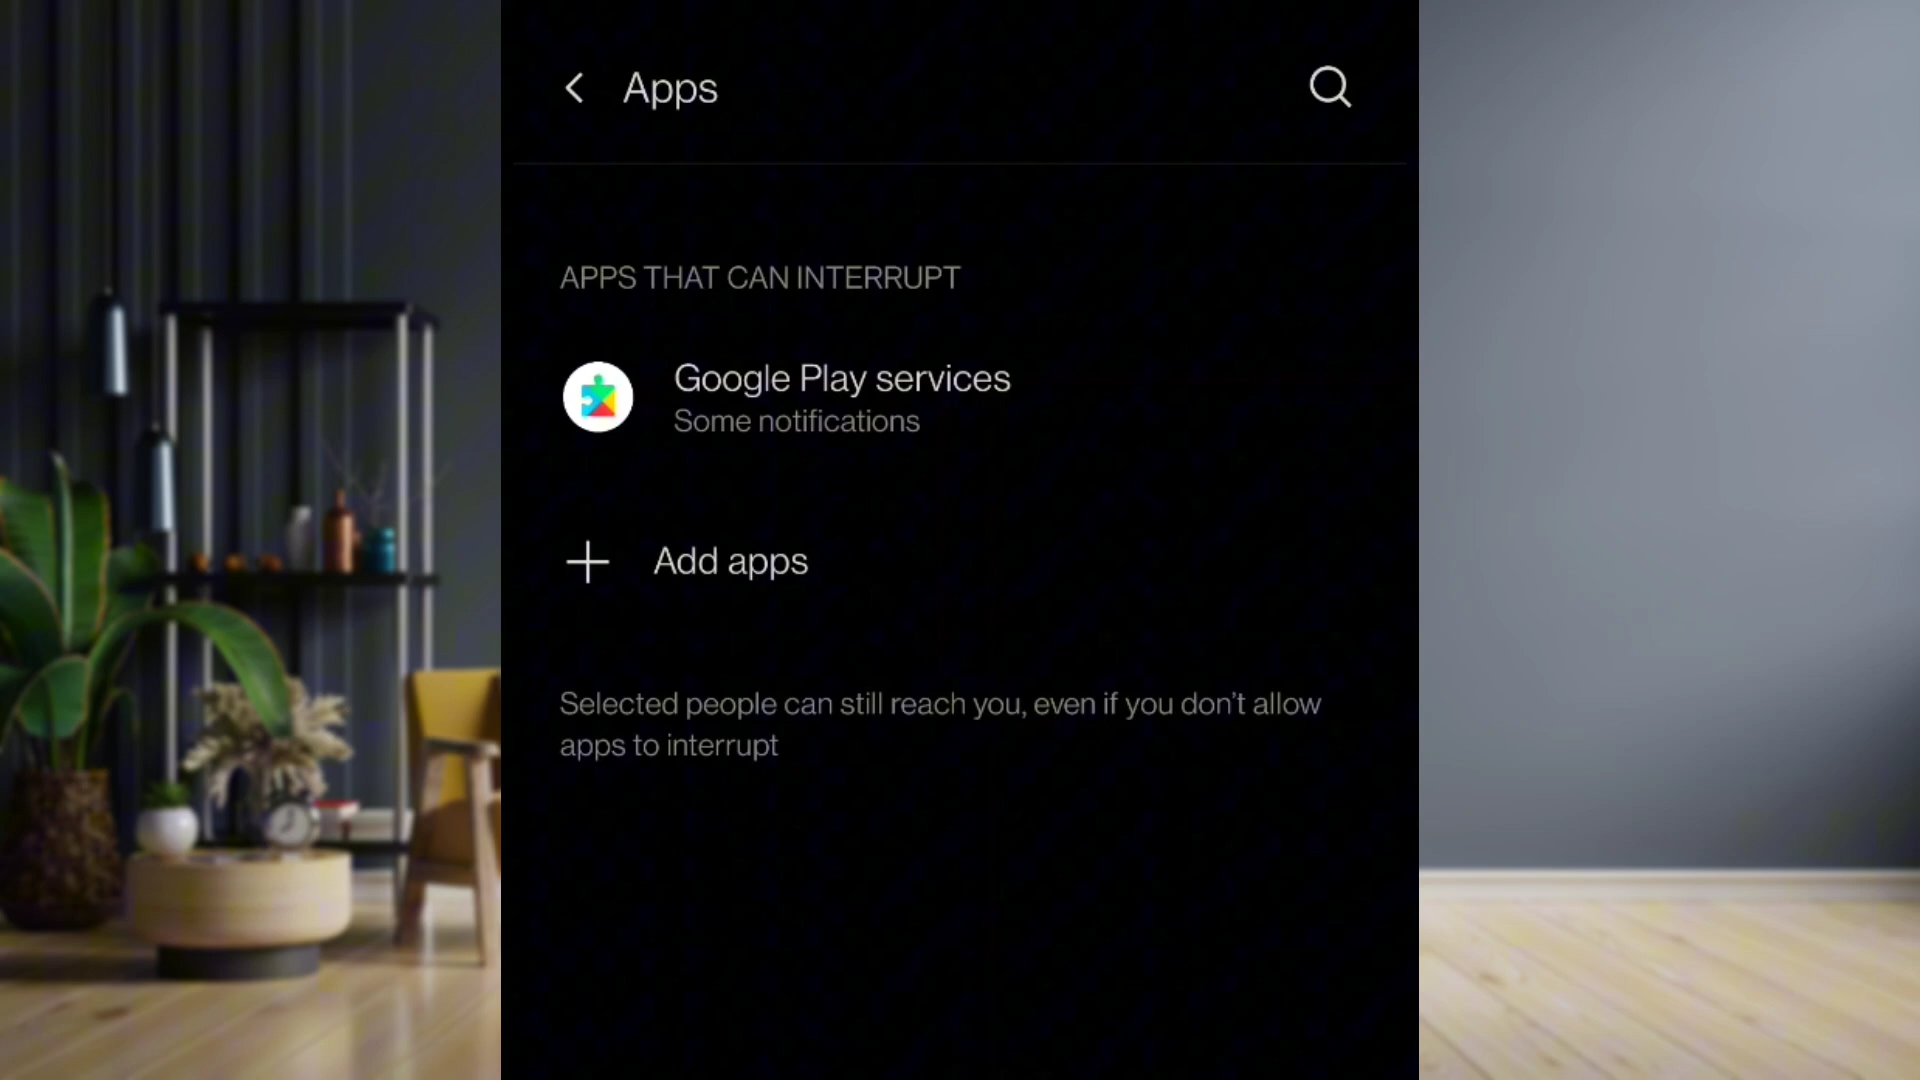 Apps
APPS THAT CAN INTERRUPT
Google Play services
Some notifications
Add apps
Selected people can still reach you, even if you don't allow
apps to interrupt